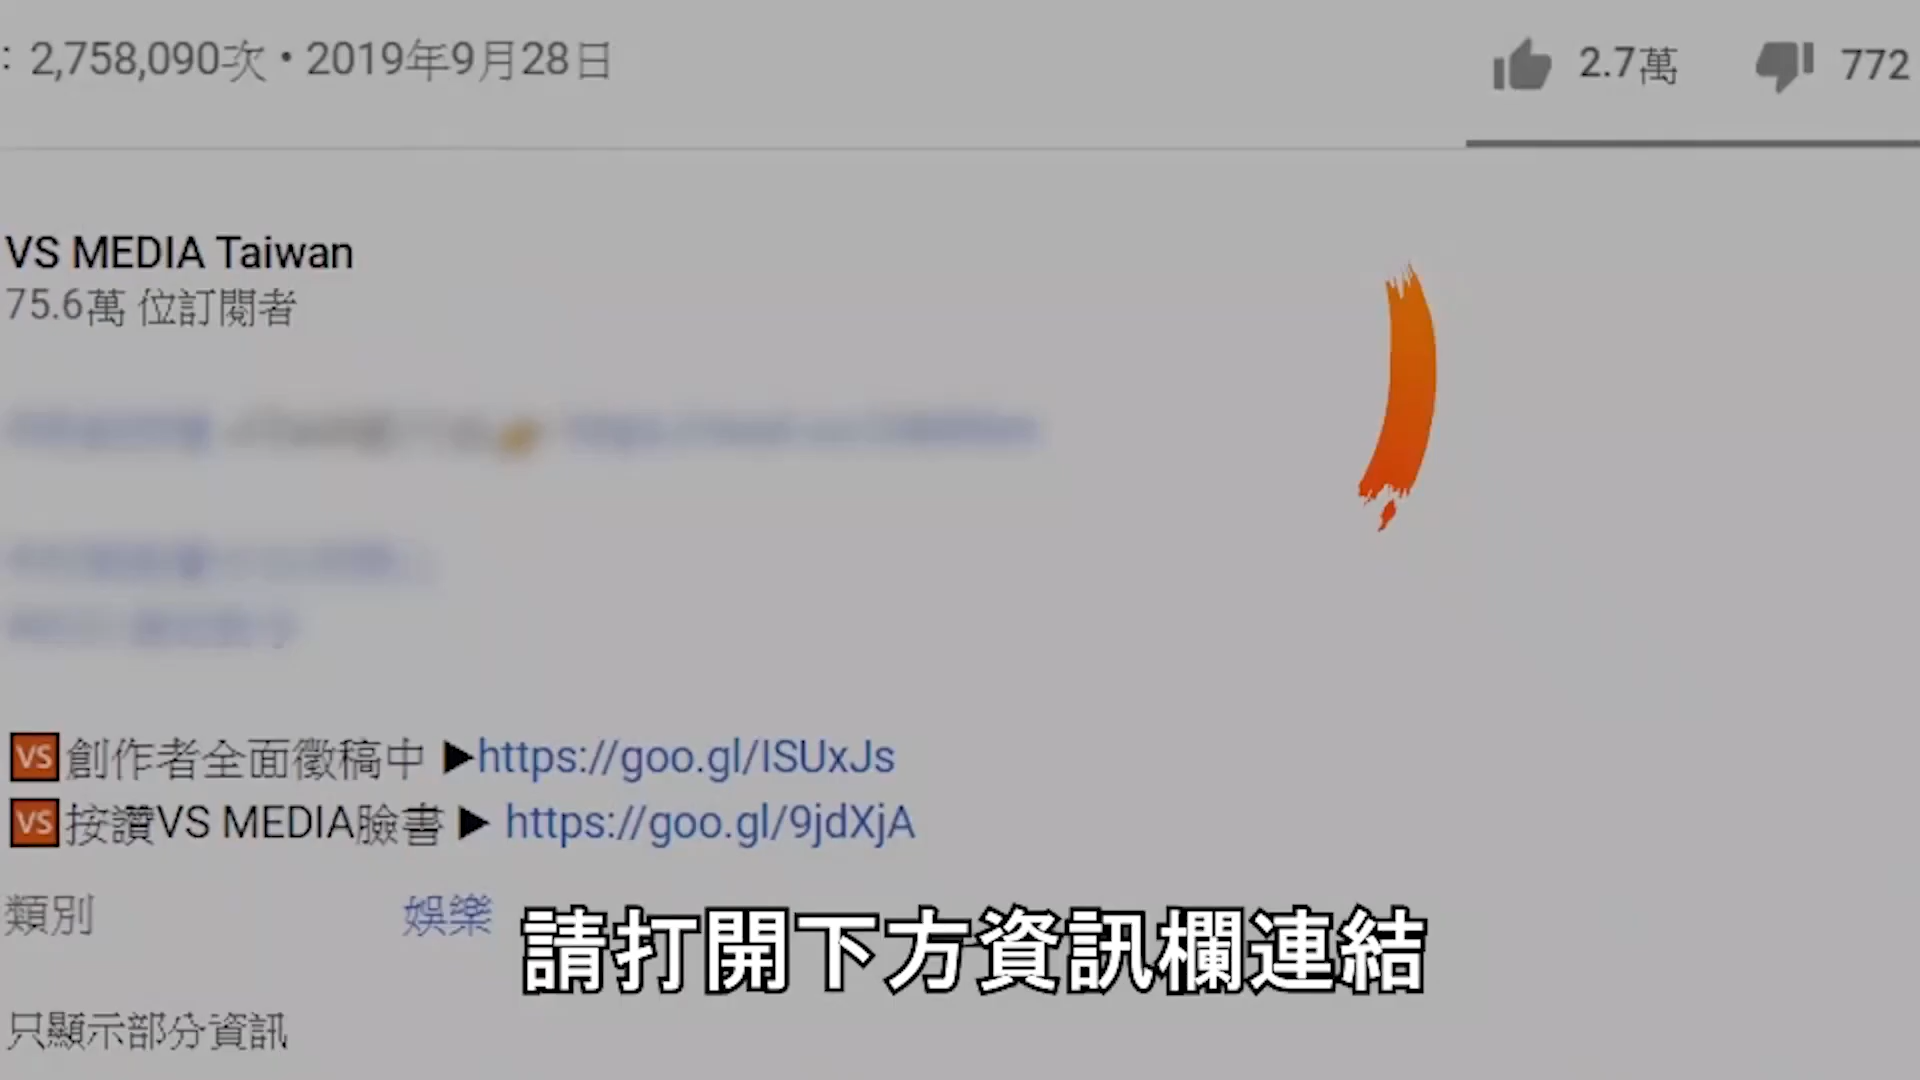 ：2,758,090次 • 2019年9月28日
2.7萬
772
VS MEDIA Taiwan
75.6萬 位訂閱者
VS創作者全面徵稿中 ▶https://goo.gl/ISUxJs
VS按讚VS MEDIA臉書 ▶ https://goo.gl/9jdXjA
類別 娛樂
請打開下方資訊欄連結
只顯示部分資訊